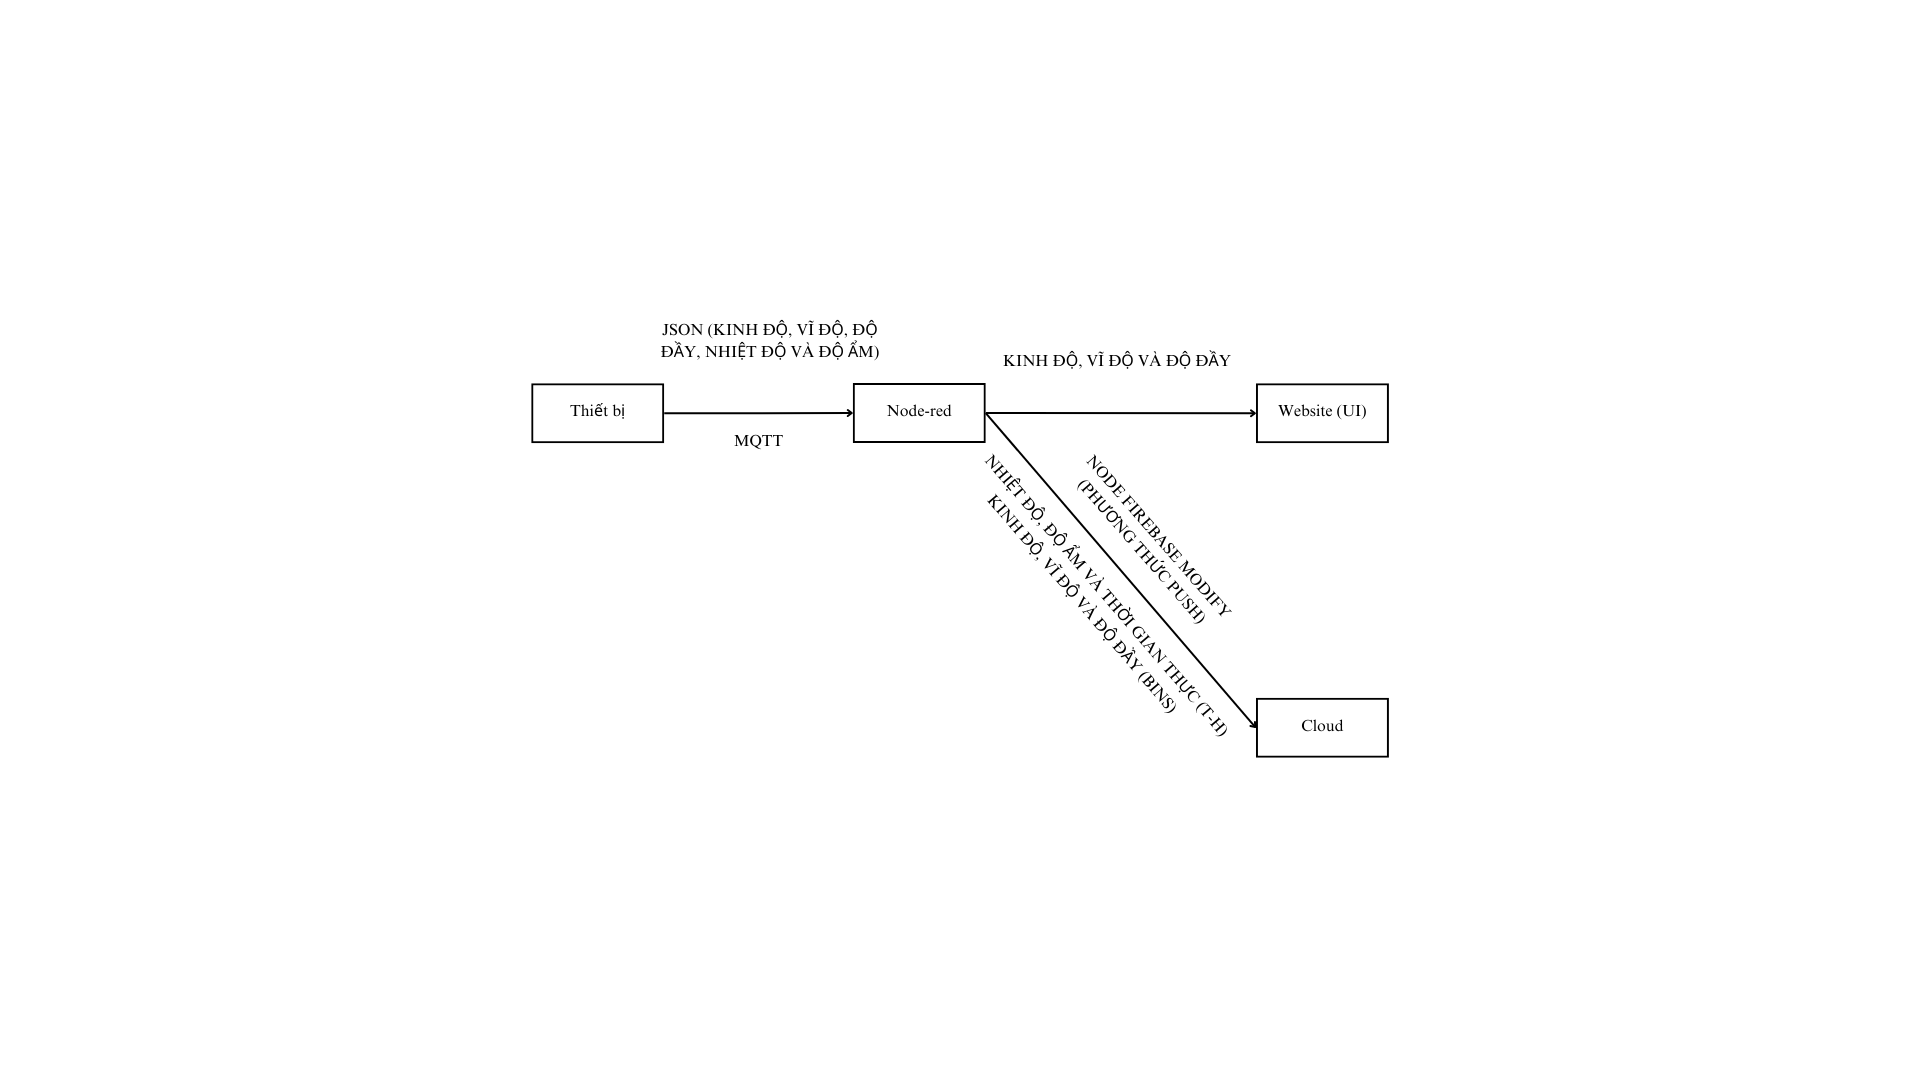 JSON (KINH ĐỘ, VĨ ĐỘ, ĐỘ
ĐẦY, NHIỆT ĐỘ VÀ ĐỘ ẨM)
KINH ĐỘ, VĨ ĐỘ VÀ ĐỘ ĐẦY
Thiết bị
Node-red
Website (UI)
MQTT
NODE FIREBASE MODIFY
(PHƯƠNG THỨC PUSH)
NHIỆT ĐỘ, ĐỘ ẨM VÀ THỜI GIAN THỰC (T-H)
KINH ĐỘ, VĨ ĐỘ VÀ ĐỘ ĐẦY (BINS)
Cloud